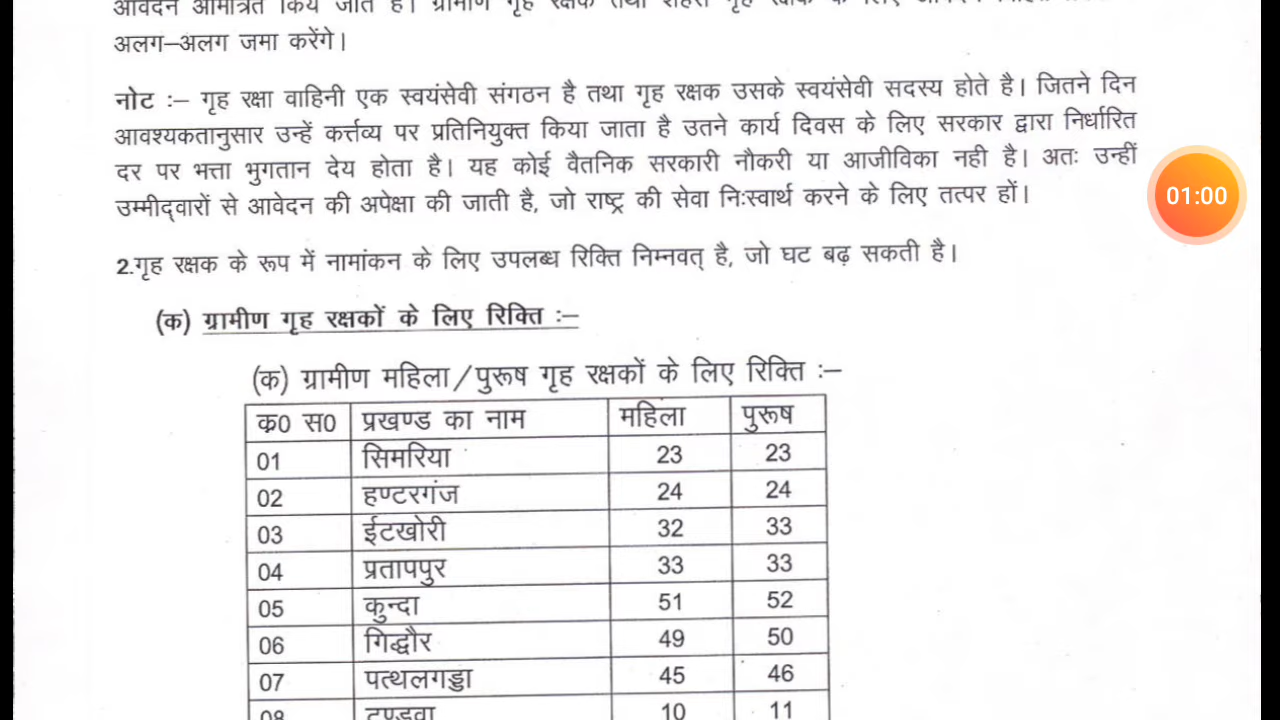 अलग–अलग जमा करेंगे।
नोट :– गृह रक्षा वाहिनी एक स्वयंसेवी संगठन है तथा गृह रक्षक उसके स्वयंसेवी सदस्य होते है। जितने दिन
आवश्यकतानुसार उन्हें कर्त्तव्य पर प्रतिनियुक्त किया जाता है उतने कार्य दिवस के लिए सरकार द्वारा निर्धारित
दर पर भत्ता भुगतान देय होता है। यह कोई वैतनिक सरकारी नौकरी या आजीविका नही है। अतः उन्हीं
उम्मीद्वारों से आवेदन की अपेक्षा की जाती है, जो राष्ट्र की सेवा निःस्वार्थ करने के लिए तत्पर हों।
01:00
2.गृह रक्षक के रूप में नामांकन के लिए उपलब्ध रिक्ति निम्नवत् है, जो घट बढ़ सकती है।
(क) ग्रामीण गृह रक्षकों के लिए रिक्ति :–
(क) ग्रामीण महिला/पुरूष गृह रक्षकों के लिए रिक्ति :–
क्र0 स0 प्रखण्ड का नाम महिला पुरूष
01 सिमरिया 23 23
02 हण्टरगंज 24 24
03 ईटखोरी 32 33
04 प्रतापपुर 33 33
05 कुन्दा 51 52
06 गिद्धौर 49 50
07 पत्थलगड्डा 45 46
08 टण्डवा 10 11